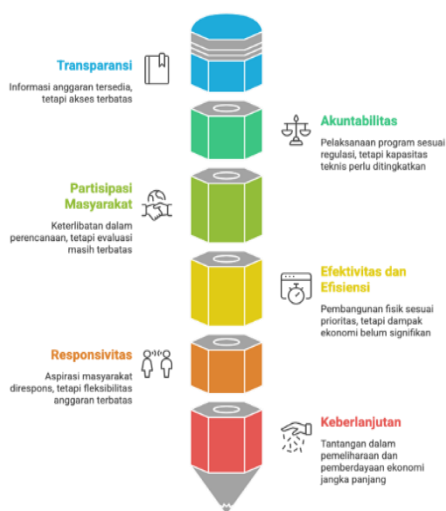 Transparansi
Informasi anggaran tersedia,
tetapi akses terbatas
Akuntabilitas
Pelaksanaan program sesuai
regulasi, tetapi kapasitas
teknis perlu ditingkatkan
Partisipasi
Masyarakat
Keterlibatan dalam
perencanaan, tetapi evaluasi
masih terbatas
Efektivitas dan
Efisiensi
Pembangunan fisik sesuai
prioritas, tetapi dampak
ekonomi belum signifikan
Responsivitas
Aspirasi masyarakat
direspons, tetapi fleksibilitas
anggaran terbatas
Keberlanjutan
Tantangan dalam
pemeliharaan dan
pemberdayaan ekonomi
jangka panjang